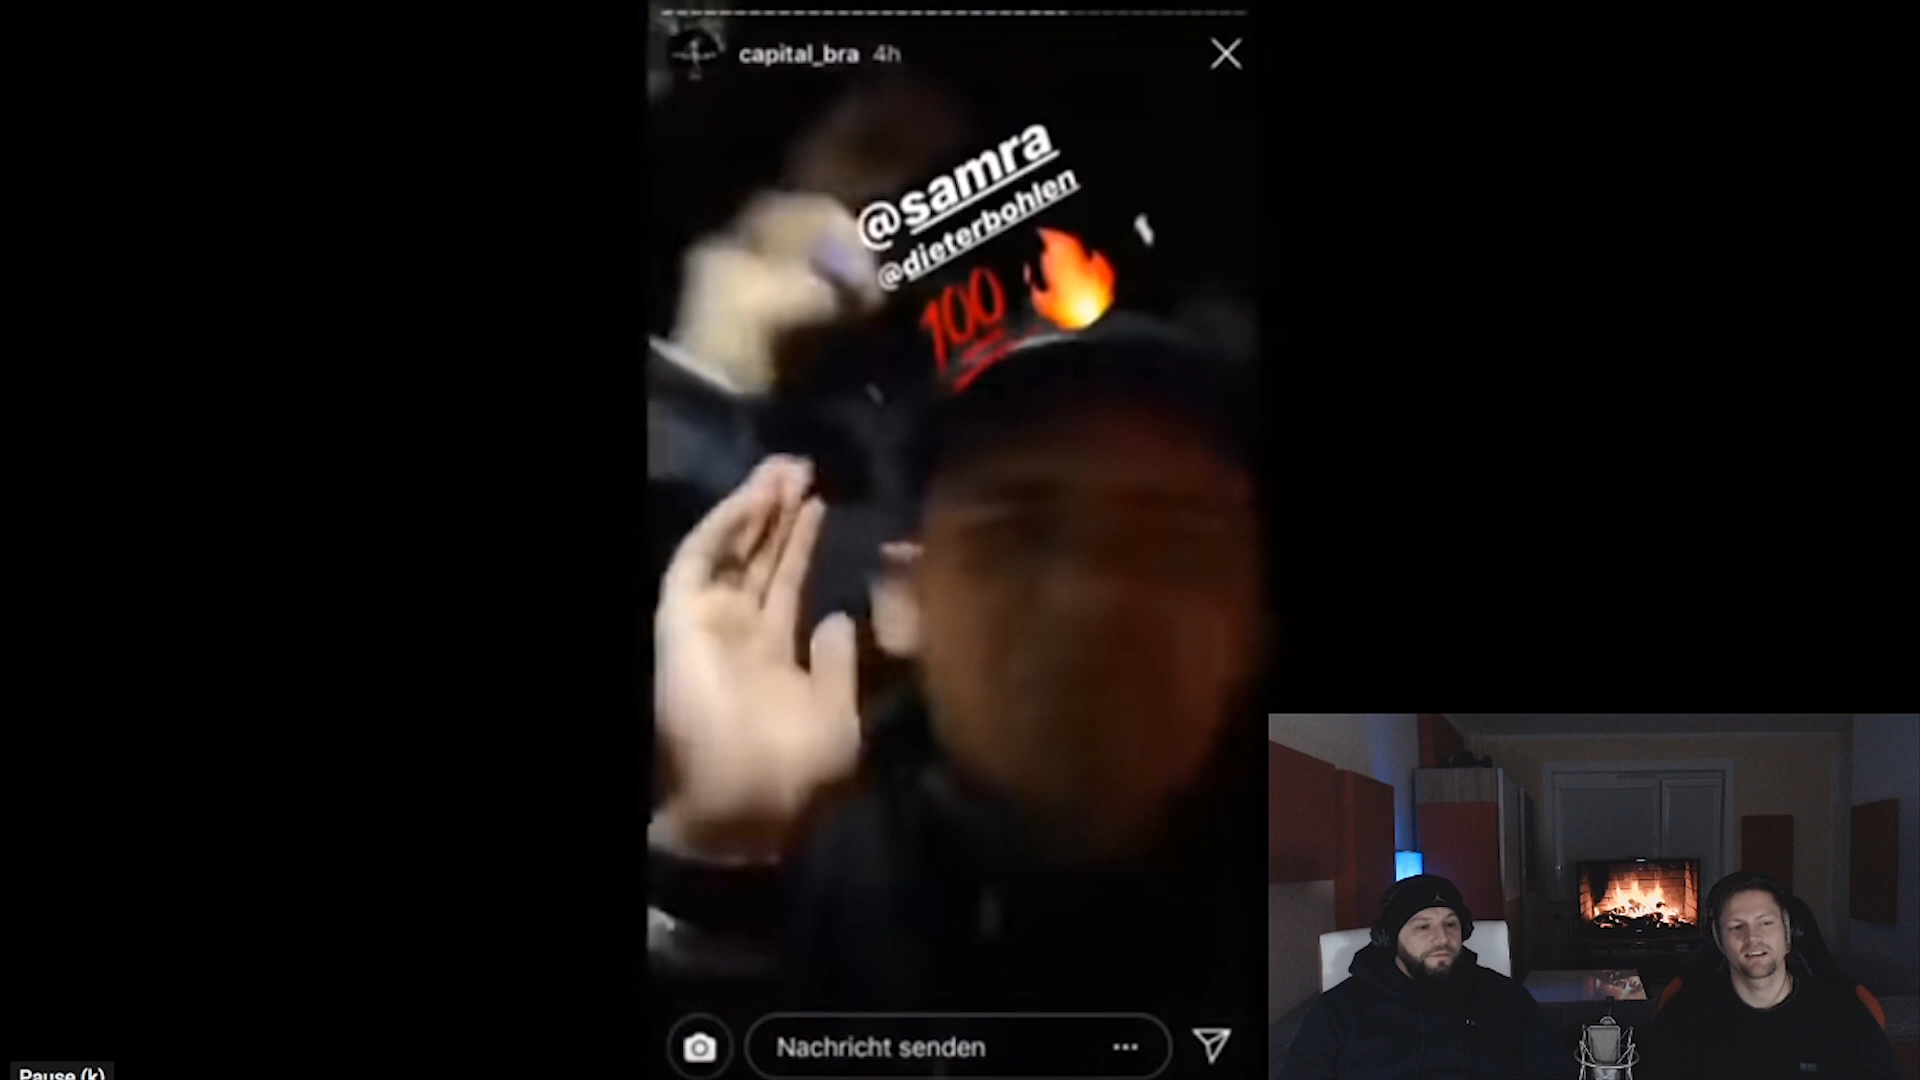 capital_bra 4h
@samra
@dieterbohlen
100
Nachricht senden
Pause (k)